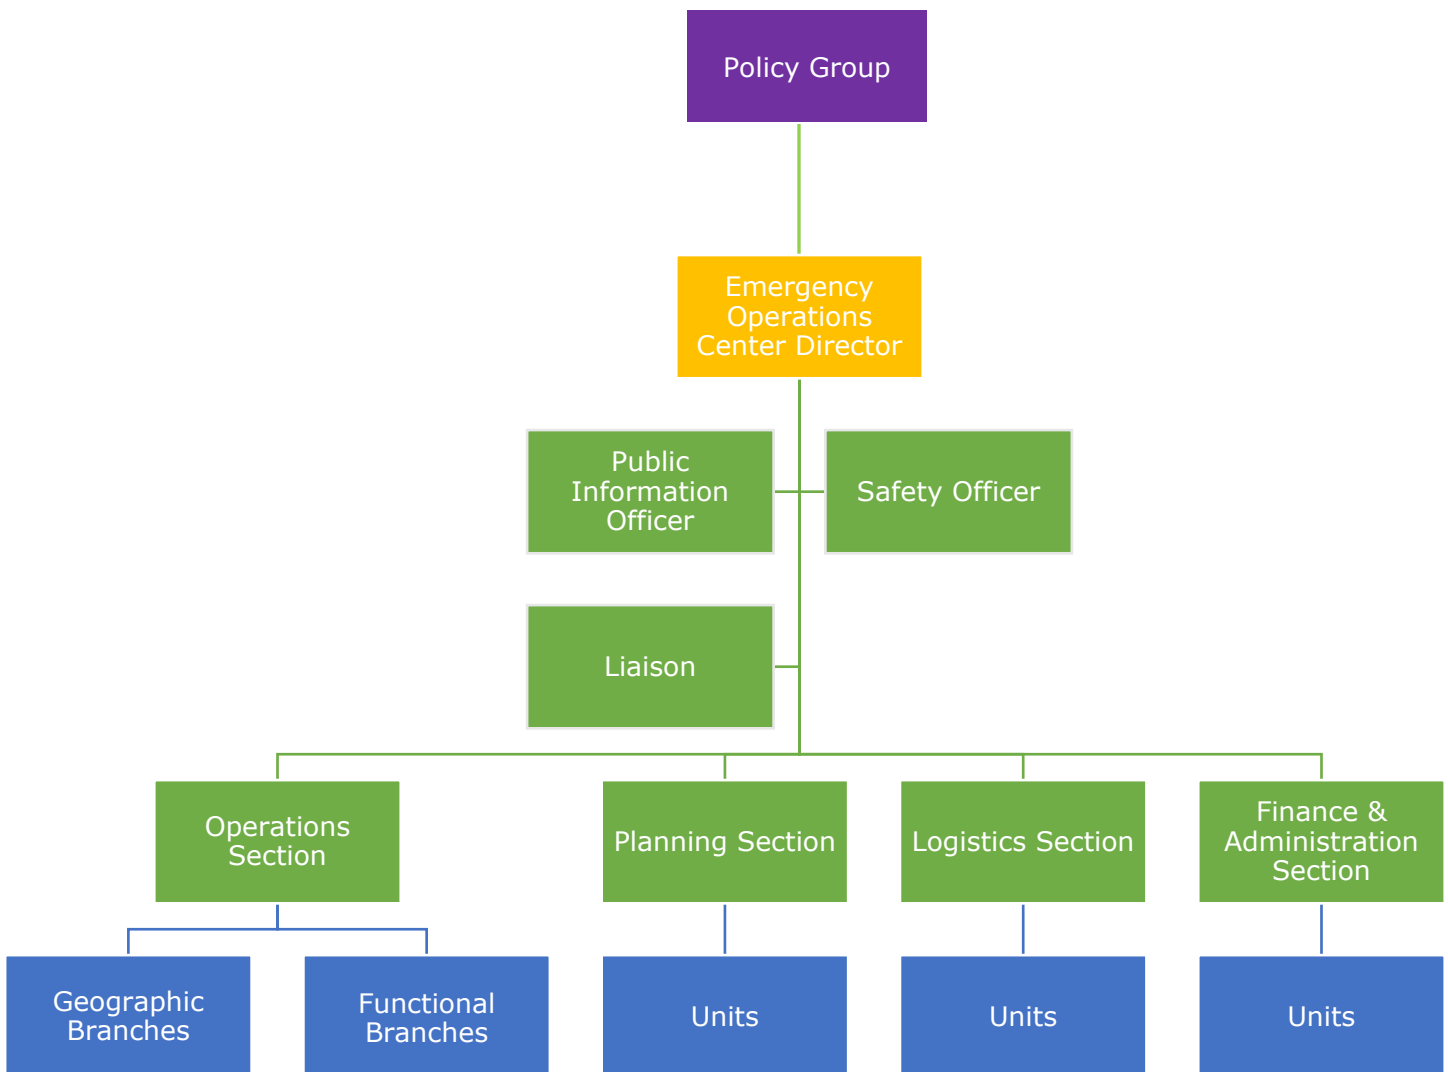 Policy Group
Emergency
Operations
Center Director
Public
Information
Officer
Safety Officer
Liaison
Operations
Section
Planning Section
Logistics Section
Finance &
Administration
Section
Geographic
Branches
Functional
Branches
Units
Units
Units